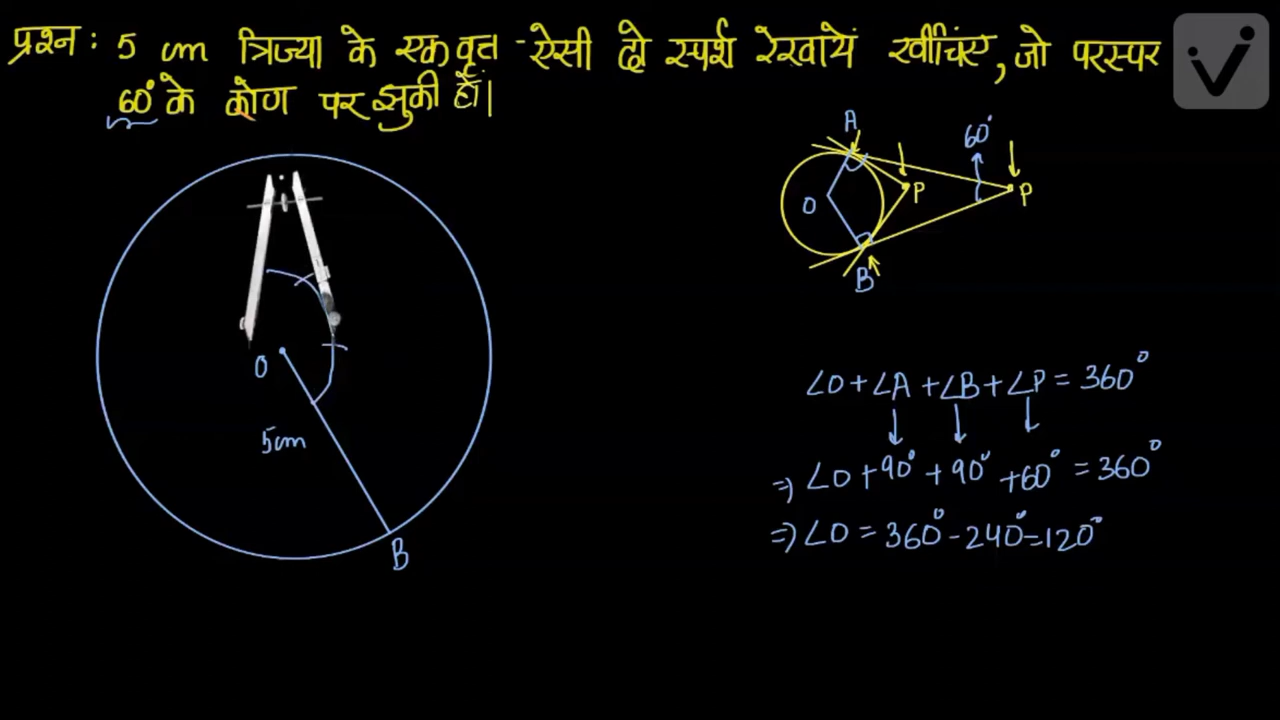 प्रश्न : 5 cm त्रिज्या के एक वृत्त - ऐसी दो स्पर्श रेखायें खींचिए, जो परस्पर
60° के कोण पर झुकी हों।
A
60°
O
P
P
B
O
5cm
B
∠O + ∠A + ∠B + ∠P = 360°
⇒ ∠O + 90° + 90° + 60° = 360°
⇒ ∠O = 360° - 240° = 120°